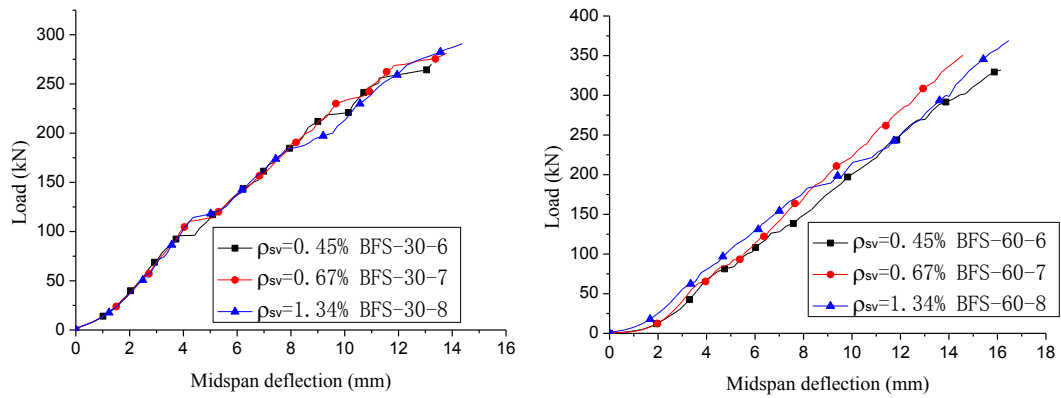 300
250
200
150
100
50
0
Load (kN)
ρsv=0.45% BFS-30-6
ρsv=0.67% BFS-30-7
ρsv=1.34% BFS-30-8
0 2 4 6 8 10 12 14 16
Midspan deflection (mm)
400
350
300
250
200
150
100
50
0
Load (kN)
ρsv=0.45% BFS-60-6
ρsv=0.67% BFS-60-7
ρsv=1.34% BFS-60-8
0 2 4 6 8 10 12 14 16 18
Midspan deflection (mm)